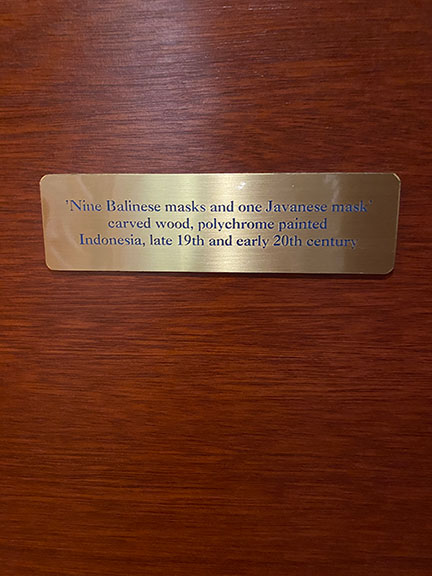 'Nine Balinese masks and one Javanese mask'
carved wood, polychrome painted
Indonesia, late 19th and early 20th century